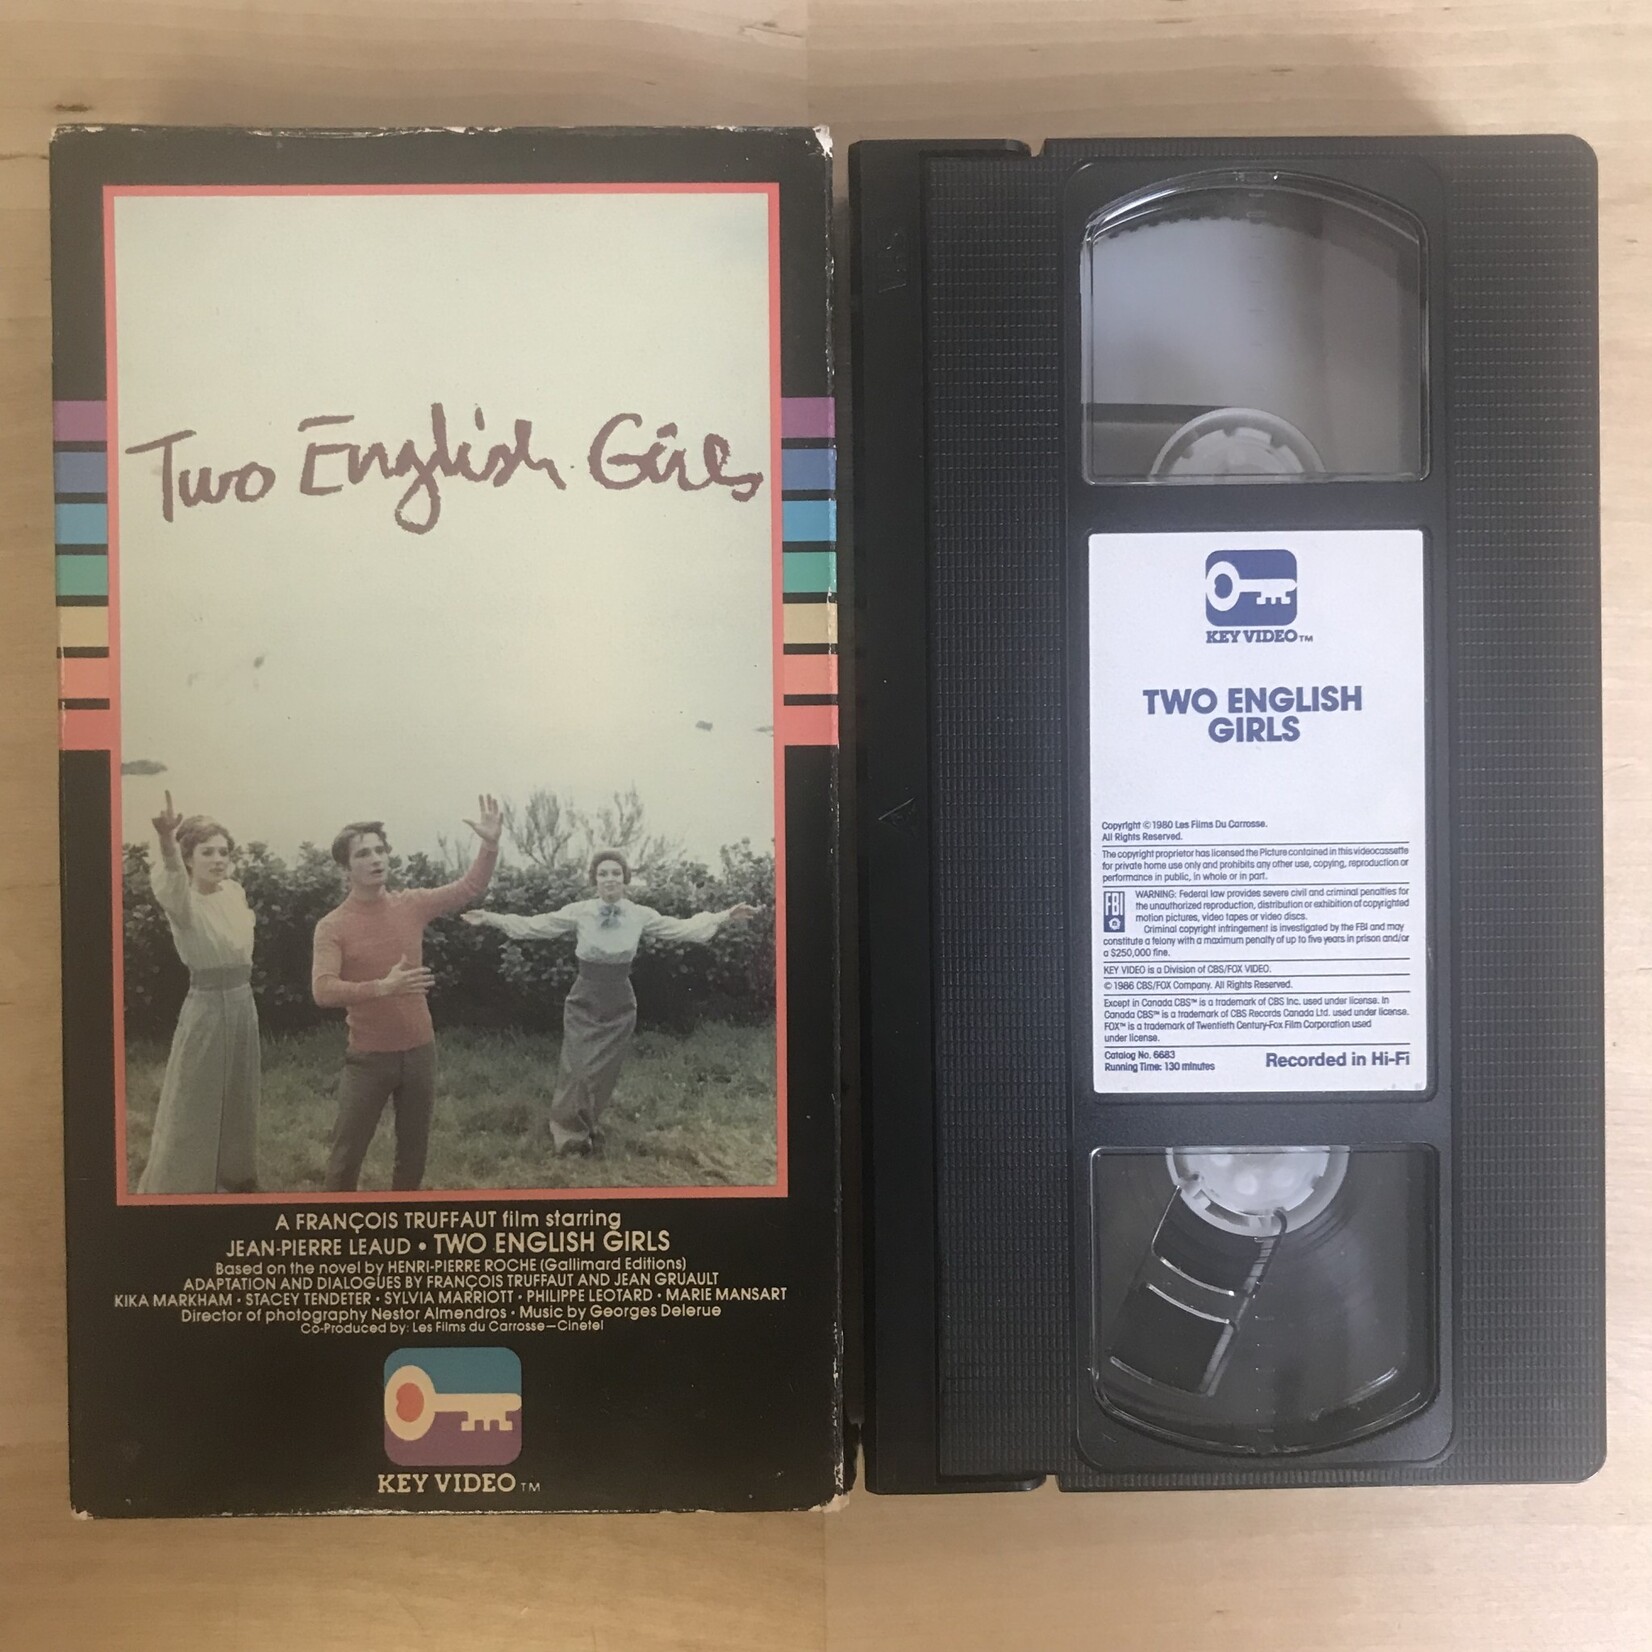 Two English Girls
A FRANÇOIS TRUFFAUT film starring
JEAN-PIERRE LEAUD • TWO ENGLISH GIRLS
Based on the novel by HENRI-PIERRE ROCHE (Gallimard Editions)
ADAPTATION AND DIALOGUES BY FRANÇOIS TRUFFAUT AND JEAN GRUAULT
KIKA MARKHAM • STACEY TENDETER • SYLVIA MARRIOTT • PHILIPPE LEOTARD • MARIE MANSART
Director of photography Nestor Almendros • Music by Georges Delerue
Co-Produced by: Les Films du Carrosse—Cinetel
KEY VIDEO TM
VHS
KEY VIDEO TM
TWO ENGLISH
GIRLS
Copyright © 1980 Les Films Du Carrosse.
All Rights Reserved.
The copyright proprietor has licensed the Picture contained in this videocassette
for private home use only and prohibits any other use, copying, reproduction or
performance in public, in whole or in part.
FBI
WARNING: Federal law provides severe civil and criminal penalties for
the unauthorized reproduction, distribution or exhibition of copyrighted
motion pictures, video tapes or video discs.
Criminal copyright infringement is investigated by the FBI and may
constitute a felony with a maximum penalty of up to five years in prison and/or
a $250,000 fine.
KEY VIDEO is a Division of CBS/FOX VIDEO.
© 1986 CBS/FOX Company. All Rights Reserved.
Except in Canada CBS™ is a trademark of CBS Inc. used under license. In
Canada CBS™ is a trademark of CBS Records Canada Ltd. used under license.
FOX™ is a trademark of Twentieth Century-Fox Film Corporation used
under license.
Catalog No. 6683
Running Time: 130 minutes
Recorded in Hi-Fi